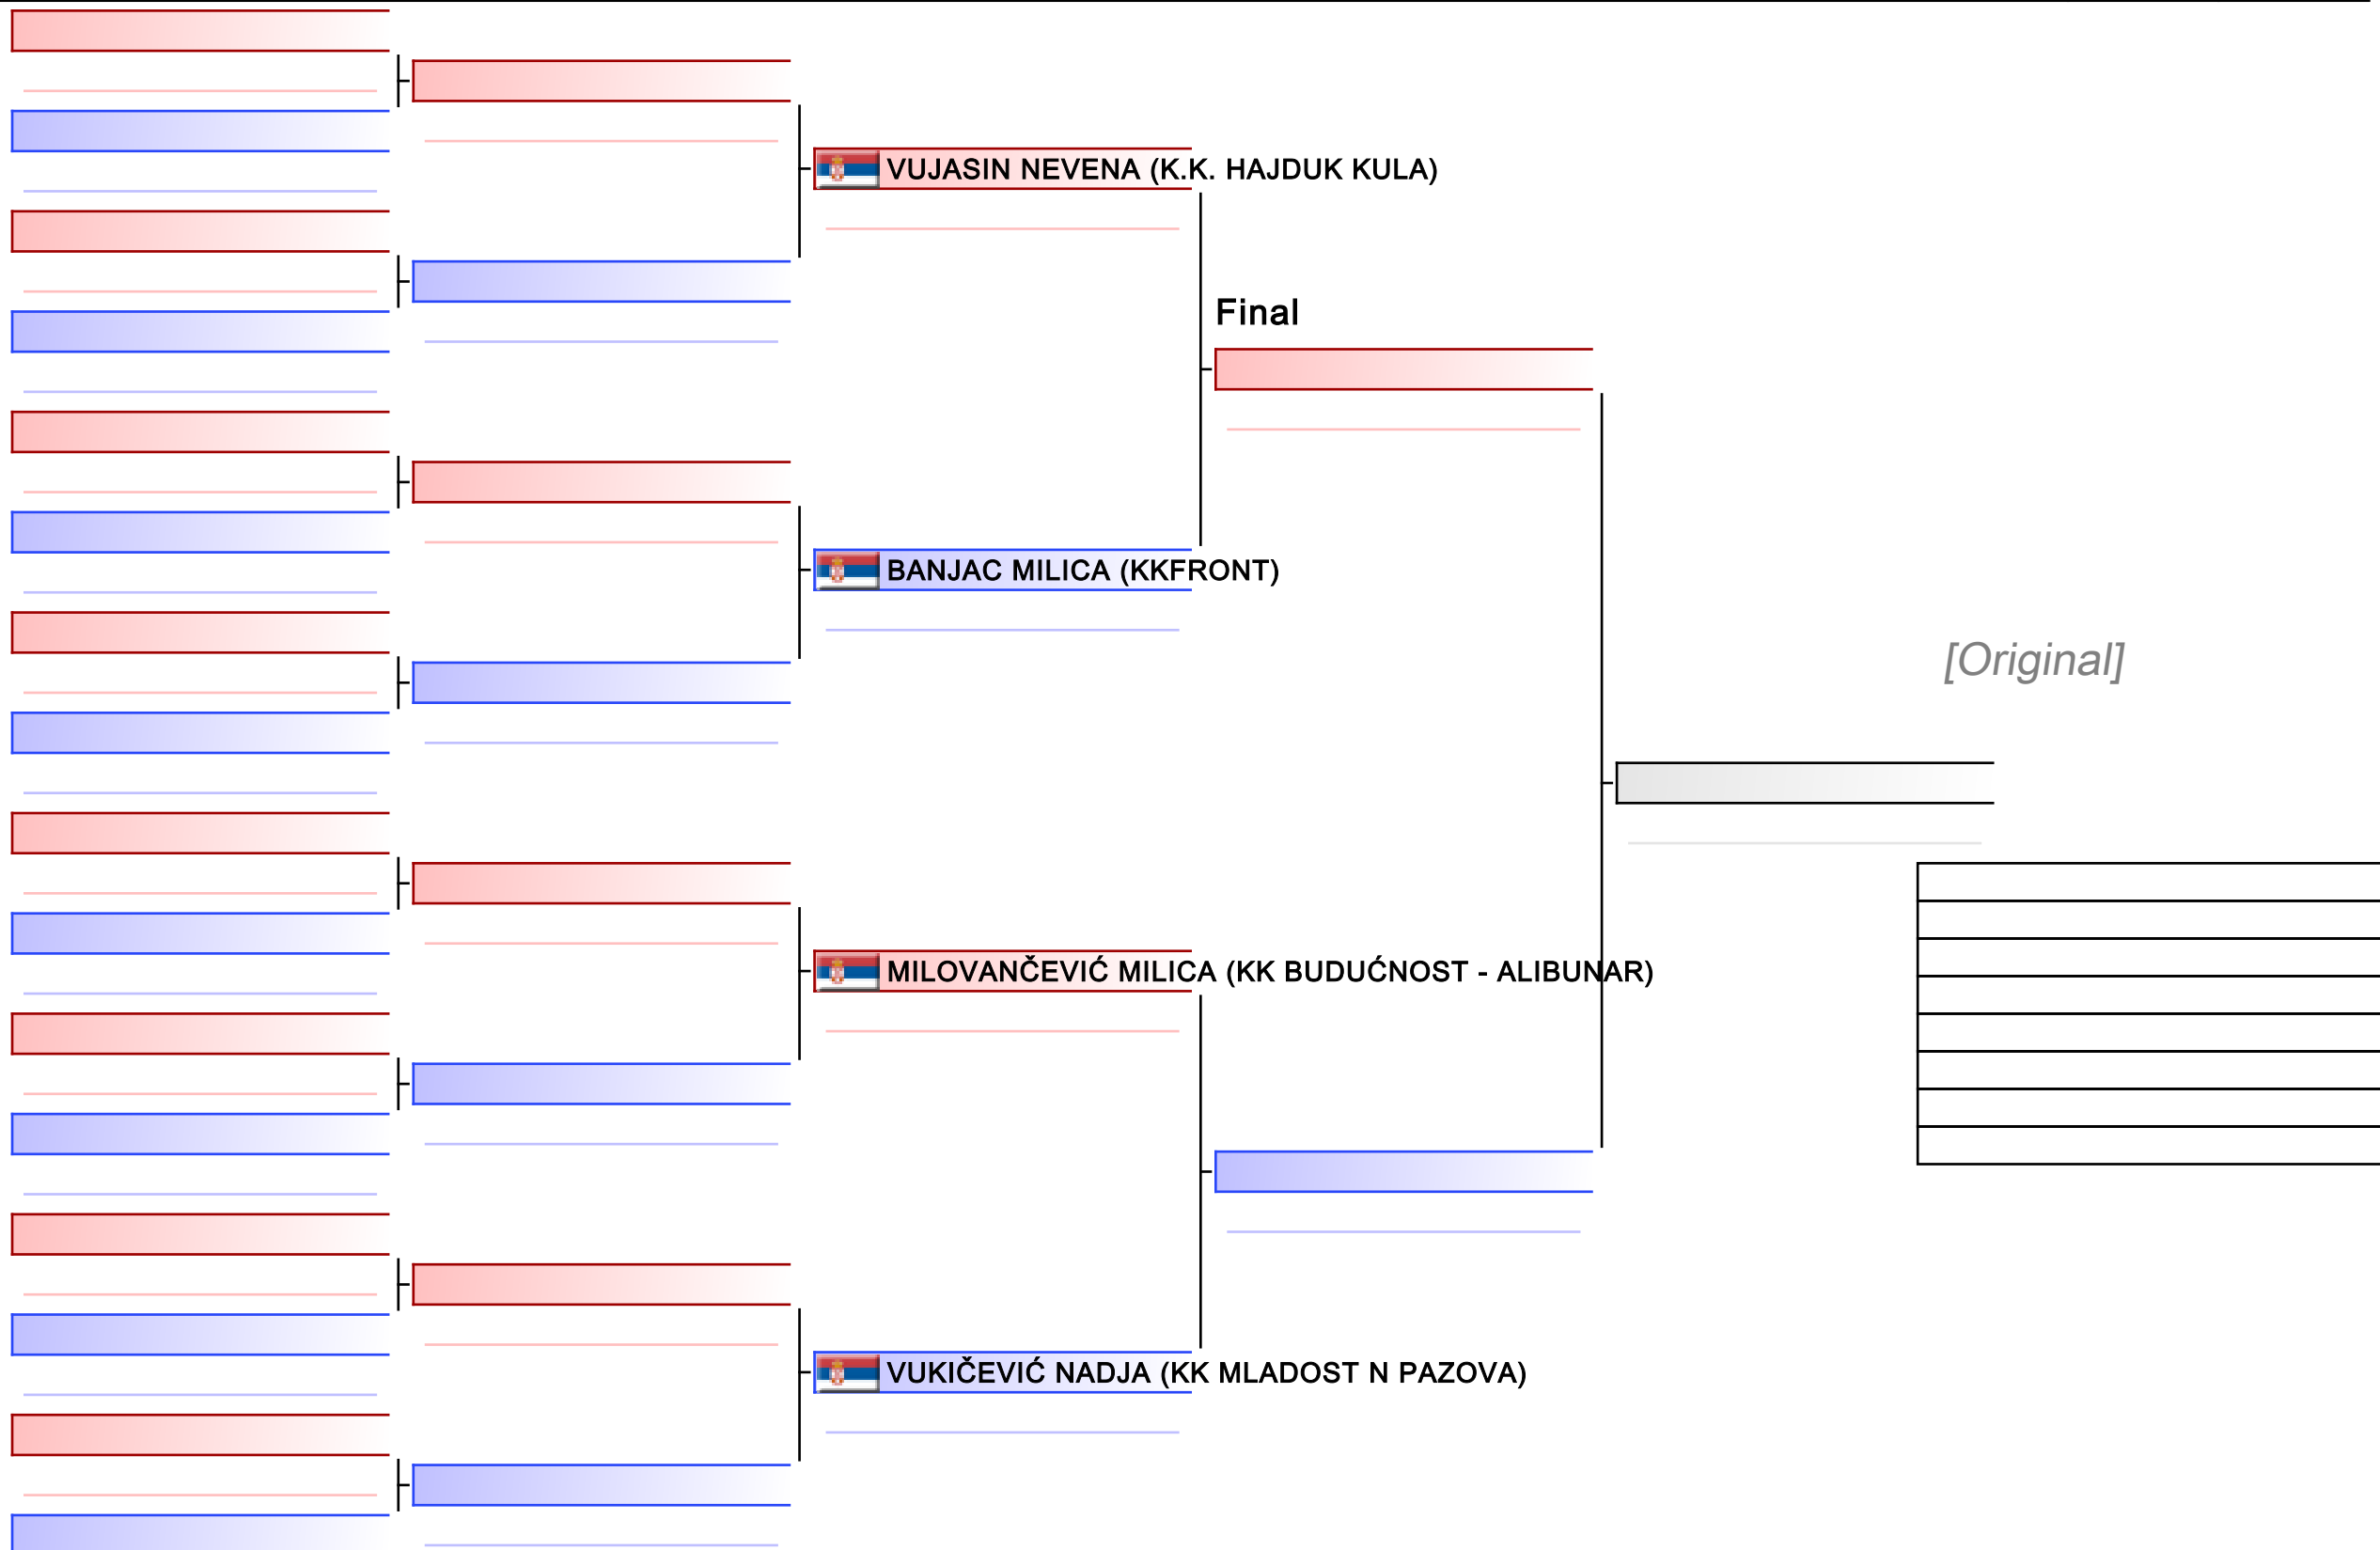 VUJASIN NEVENA (K.K. HAJDUK KULA)
Final
BANJAC MILICA (KKFRONT)
[Original]
MILOVANČEVIĆ MILICA (KK BUDUĆNOST - ALIBUNAR)
VUKIČEVIĆ NADJA (KK MLADOST N PAZOVA)